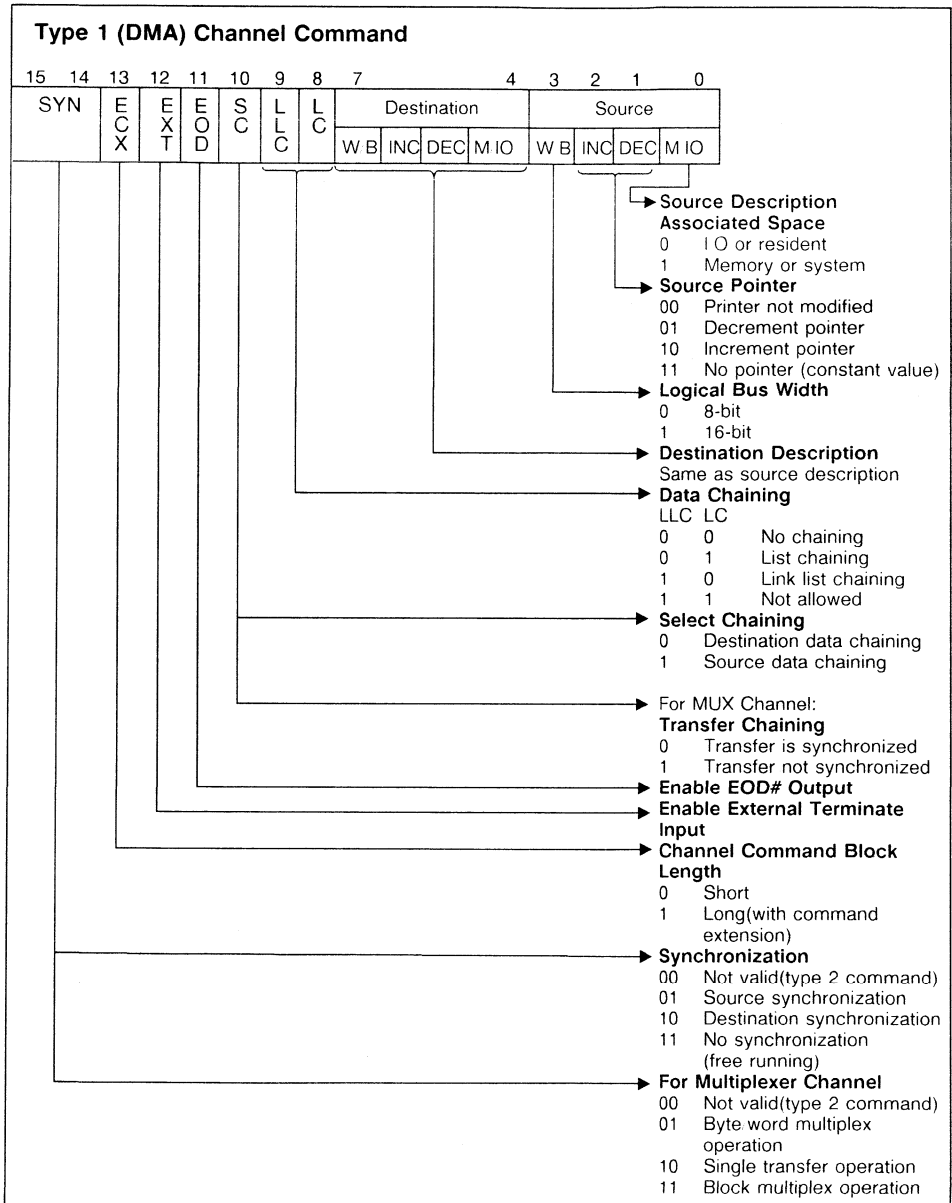 Type 1 (DMA) Channel Command
15 14 13 12 11 10 9 8 7 4 3 2 1 0
SYN ECX EXT EOD SC LLC LC Destination Source
W B INC DEC M IO W B INC DEC M IO
Source Description
Associated Space
0 I O or resident
1 Memory or system
Source Pointer
00 Printer not modified
01 Decrement pointer
10 Increment pointer
11 No pointer (constant value)
Logical Bus Width
0 8-bit
1 16-bit
Destination Description
Same as source description
Data Chaining
LLC LC
0 0 No chaining
0 1 List chaining
1 0 Link list chaining
1 1 Not allowed
Select Chaining
0 Destination data chaining
1 Source data chaining
For MUX Channel:
Transfer Chaining
0 Transfer is synchronized
1 Transfer not synchronized
Enable EOD# Output
Enable External Terminate
Input
Channel Command Block
Length
0 Short
1 Long(with command
extension)
Synchronization
00 Not valid(type 2 command)
01 Source synchronization
10 Destination synchronization
11 No synchronization
(free running)
For Multiplexer Channel
00 Not valid(type 2 command)
01 Byte word multiplex
operation
10 Single transfer operation
11 Block multiplex operation